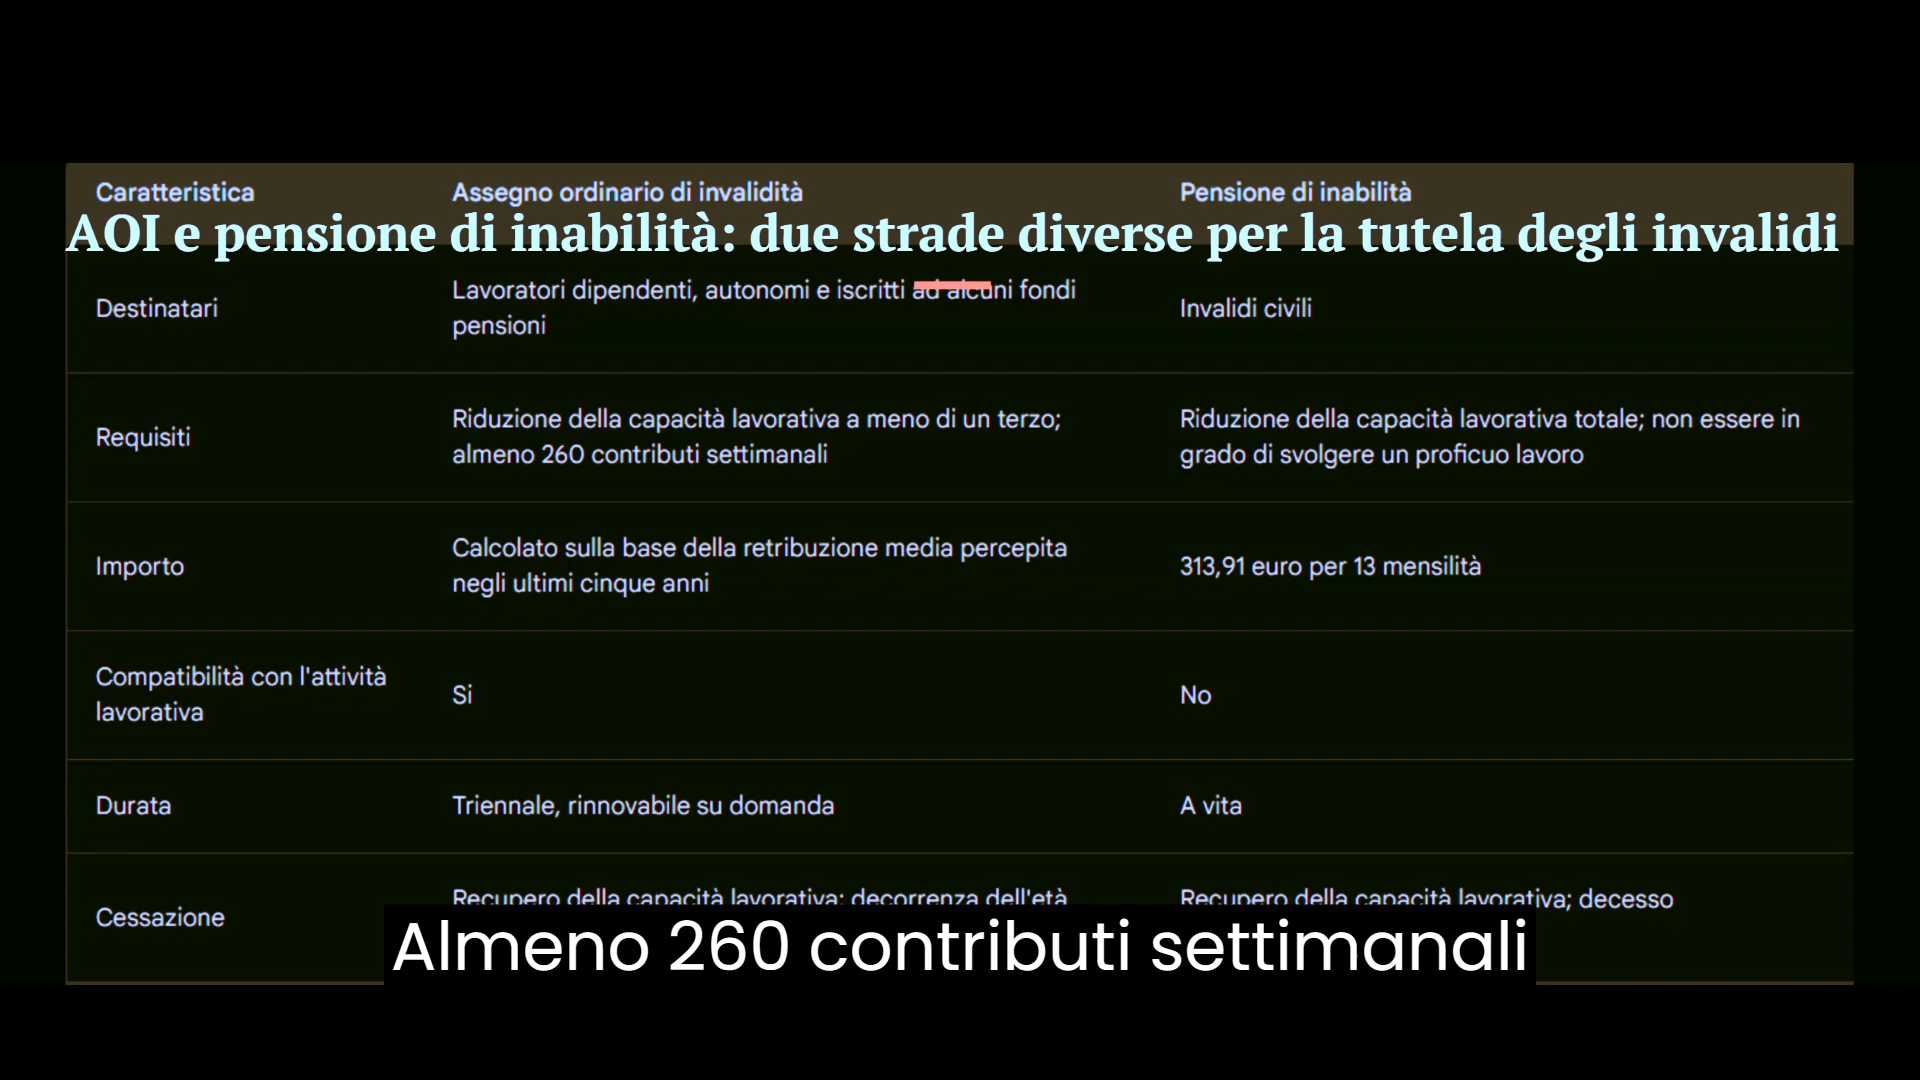 Caratteristica Assegno ordinario di invalidità Pensione di inabilità
AOI e pensione di inabilità: due strade diverse per la tutela degli invalidi
Destinatari
Lavoratori dipendenti, autonomi e iscritti ad alcuni fondi
pensioni
Invalidi civili
Requisiti
Riduzione della capacità lavorativa a meno di un terzo;
almeno 260 contributi settimanali
Riduzione della capacità lavorativa totale; non essere in
grado di svolgere un proficuo lavoro
Importo
Calcolato sulla base della retribuzione media percepita
negli ultimi cinque anni
313,91 euro per 13 mensilità
Compatibilità con l'attività
lavorativa
Si
No
Durata
Triennale, rinnovabile su domanda
A vita
Cessazione
Recupero della capacità lavorativa; decorrenza dell'età
Recupero della capacità lavorativa; decesso
Almeno 260 contributi settimanali